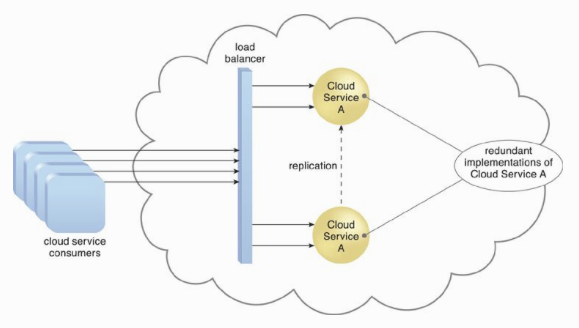 load
balancer
Cloud
Service
A
redundant
implementations of
Cloud Service A
replication
Cloud
Service
A
cloud service
consumers